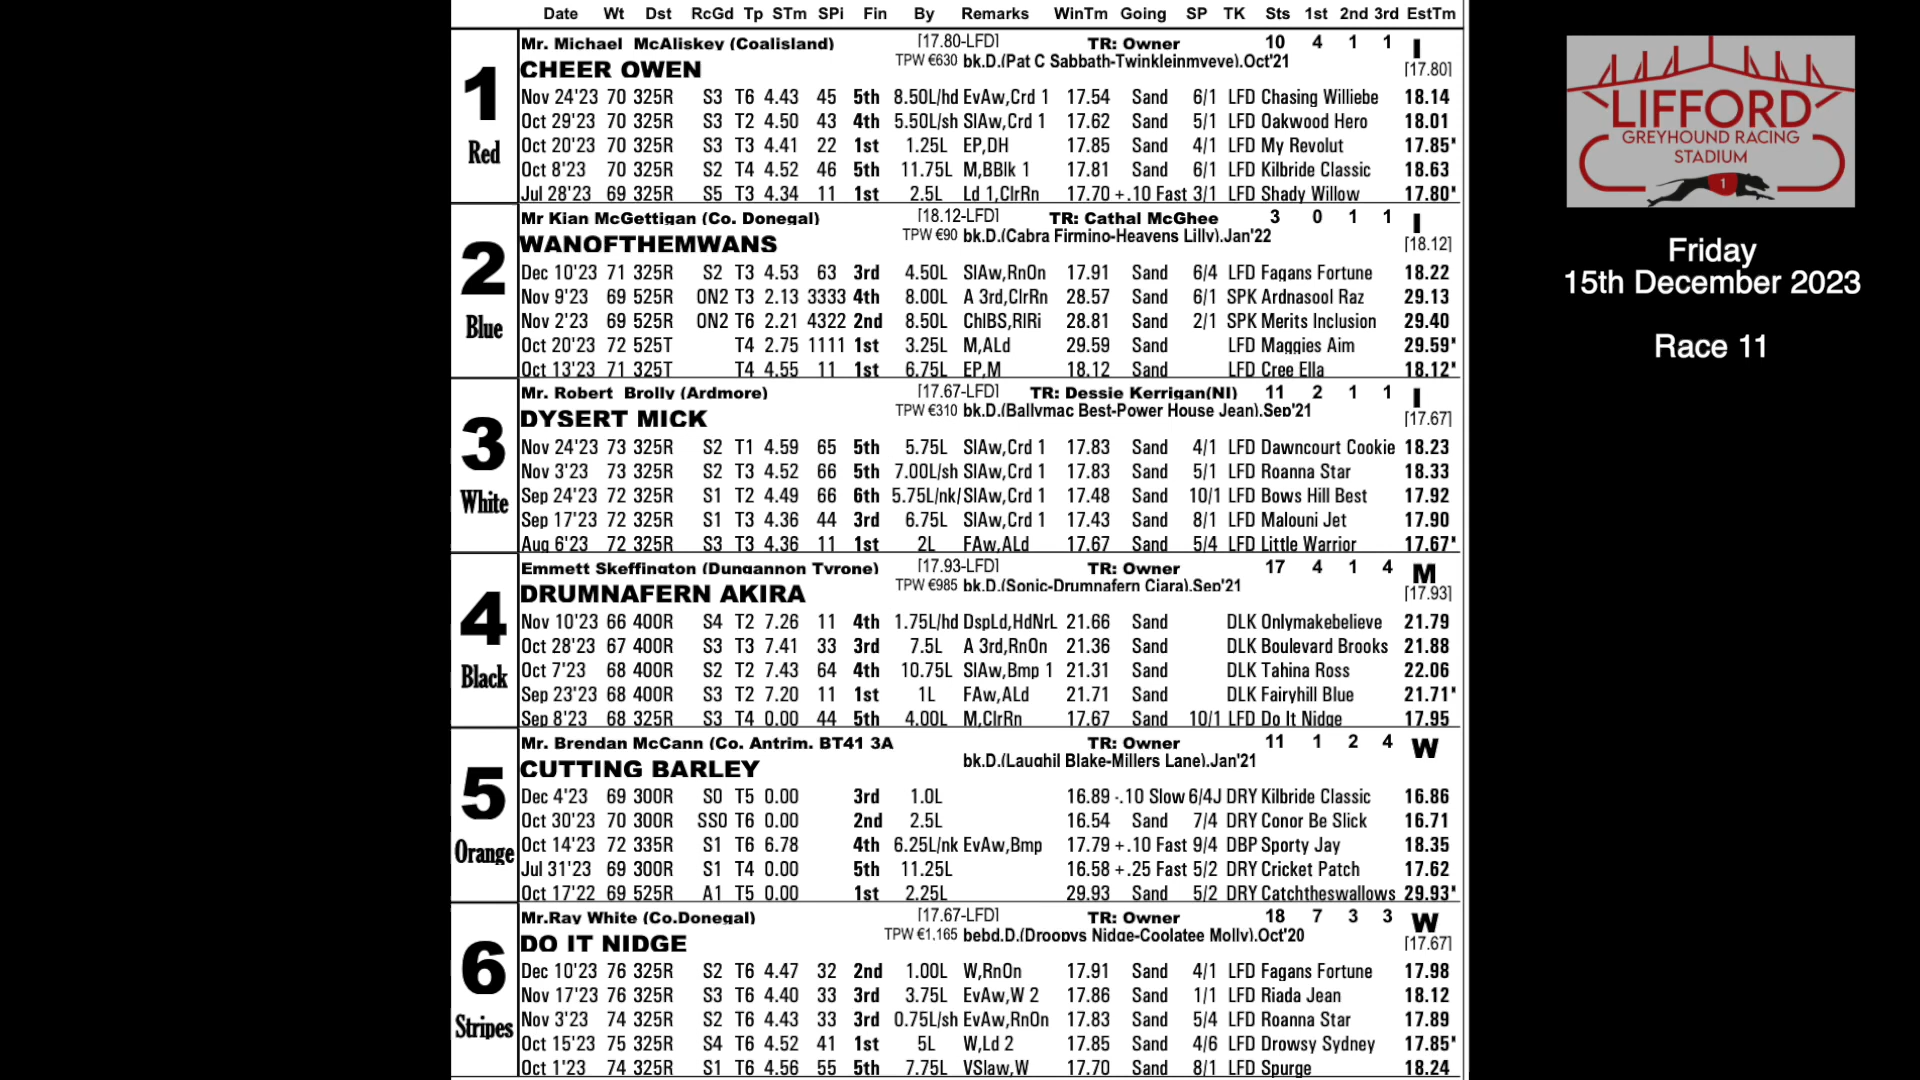 Date Wt Dst RcGd Tp STm SPi Fin By Remarks WinTm Going SP TK Sts 1st 2nd 3rd EstTm
1
Red
Mr. Michael McAliskey (Coalisland) [17.80-LFD] TR: Owner 10 4 1 1 I
CHEER OWEN TPW €630 bk.D.(Pat C Sabbath-Twinkleinmyeye).Oct'21 [17.80]
Nov 24'23 70 325R S3 T6 4.43 45 5th 8.50L/hd EvAw,Crd 1 17.54 Sand 6/1 LFD Chasing Williebe 18.14
Oct 29'23 70 325R S3 T2 4.50 43 4th 5.50L/sh SlAw,Crd 1 17.62 Sand 5/1 LFD Oakwood Hero 18.01
Oct 20'23 70 325R S3 T3 4.41 22 1st 1.25L EP,DH 17.85 Sand 4/1 LFD My Revolut 17.85*
Oct 8'23 70 325R S2 T4 4.52 46 5th 11.75L M,BBlk 1 17.81 Sand 6/1 LFD Kilbride Classic 18.63
Jul 28'23 69 325R S5 T3 4.34 11 1st 2.5L Ld 1,ClrRn 17.70 +.10 Fast 3/1 LFD Shady Willow 17.80*
2
Blue
Mr Kian McGettigan (Co. Donegal) [18.12-LFD] TR: Cathal McGhee 3 0 1 1 I
WANOFTHEMWANS TPW €90 bk.D.(Cabra Firmino-Heavens Lilly).Jan'22 [18.12]
Dec 10'23 71 325R S2 T3 4.53 63 3rd 4.50L SlAw,RnOn 17.91 Sand 6/4 LFD Fagans Fortune 18.22
Nov 9'23 69 525R ON2 T3 2.13 3333 4th 8.00L A 3rd,ClrRn 28.57 Sand 6/1 SPK Ardnasool Raz 29.13
Nov 2'23 69 525R ON2 T6 2.21 4322 2nd 8.50L ChlBS,RlRi 28.81 Sand 2/1 SPK Merits Inclusion 29.40
Oct 20'23 72 525T T4 2.75 1111 1st 3.25L M,ALd 29.59 Sand LFD Maggies Aim 29.59*
Oct 13'23 71 325T T4 4.55 11 1st 6.75L EP,M 18.12 Sand LFD Cree Ella 18.12*
3
White
Mr. Robert Brolly (Ardmore) [17.67-LFD] TR: Dessie Kerrigan(NI) 11 2 1 1 I
DYSERT MICK TPW €310 bk.D.(Ballymac Best-Power House Jean).Sep'21 [17.67]
Nov 24'23 73 325R S2 T1 4.59 65 5th 5.75L SlAw,Crd 1 17.83 Sand 4/1 LFD Dawncourt Cookie 18.23
Nov 3'23 73 325R S2 T3 4.52 66 5th 7.00L/sh SlAw,Crd 1 17.83 Sand 5/1 LFD Roanna Star 18.33
Sep 24'23 72 325R S1 T2 4.49 66 6th 5.75L/nk/ SlAw,Crd 1 17.48 Sand 10/1 LFD Bows Hill Best 17.92
Sep 17'23 72 325R S1 T3 4.36 44 3rd 6.75L SlAw,Crd 1 17.43 Sand 8/1 LFD Malouni Jet 17.90
Aug 6'23 72 325R S3 T3 4.36 11 1st 2L FAw,ALd 17.67 Sand 5/4 LFD Little Warrior 17.67*
4
Black
Emmett Skeffington (Dungannon Tyrone) [17.93-LFD] TR: Owner 17 4 1 4 M
DRUMNAFERN AKIRA TPW €985 bk.D.(Sonic-Drumnafern Ciara).Sep'21 [17.93]
Nov 10'23 66 400R S4 T2 7.26 11 4th 1.75L/hd DspLd,HdNrL 21.66 Sand DLK Onlymakebelieve 21.79
Oct 28'23 67 400R S3 T3 7.41 33 3rd 7.5L A 3rd,RnOn 21.36 Sand DLK Boulevard Brooks 21.88
Oct 7'23 68 400R S2 T2 7.43 64 4th 10.75L SlAw,Bmp 1 21.31 Sand DLK Tahina Ross 22.06
Sep 23'23 68 400R S3 T2 7.20 11 1st 1L FAw,ALd 21.71 Sand DLK Fairyhill Blue 21.71*
Sep 8'23 68 325R S3 T4 0.00 44 5th 4.00L M,ClrRn 17.67 Sand 10/1 LFD Do It Nidge 17.95
5
Orange
Mr. Brendan McCann (Co. Antrim. BT41 3A TR: Owner 11 1 2 4 W
CUTTING BARLEY bk.D.(Laughil Blake-Millers Lane).Jan'21
Dec 4'23 69 300R S0 T5 0.00 3rd 1.0L 16.89 -.10 Slow 6/4J DRY Kilbride Classic 16.86
Oct 30'23 70 300R SS0 T6 0.00 2nd 2.5L 16.54 Sand 7/4 DRY Conor Be Slick 16.71
Oct 14'23 72 335R S1 T6 6.78 4th 6.25L/nk EvAw,Bmp 17.79 +.10 Fast 9/4 DBP Sporty Jay 18.35
Jul 31'23 69 300R S1 T4 0.00 5th 11.25L 16.58 +.25 Fast 5/2 DRY Cricket Patch 17.62
Oct 17'22 69 525R A1 T5 0.00 1st 2.25L 29.93 Sand 5/2 DRY Catchtheswallows 29.93*
6
Stripes
Mr.Ray White (Co.Donegal) [17.67-LFD] TR: Owner 18 7 3 3 W
DO IT NIDGE TPW €1,165 bebd.D.(Droopys Nidge-Coolatee Molly).Oct'20 [17.67]
Dec 10'23 76 325R S2 T6 4.47 32 2nd 1.00L W,RnOn 17.91 Sand 4/1 LFD Fagans Fortune 17.98
Nov 17'23 76 325R S3 T6 4.40 33 3rd 3.75L EvAw,W 2 17.86 Sand 1/1 LFD Riada Jean 18.12
Nov 3'23 74 325R S2 T6 4.43 33 3rd 0.75L/sh EvAw,RnOn 17.83 Sand 5/4 LFD Roanna Star 17.89
Oct 15'23 75 325R S4 T6 4.52 41 1st 5L W,Ld 2 17.85 Sand 4/6 LFD Drowsy Sydney 17.85*
Oct 1'23 74 325R S1 T6 4.56 55 5th 7.75L VSlaw,W 17.70 Sand 8/1 LFD Spurge 18.24
LIFFORD
GREYHOUND RACING
STADIUM
1
Friday
15th December 2023
Race 11